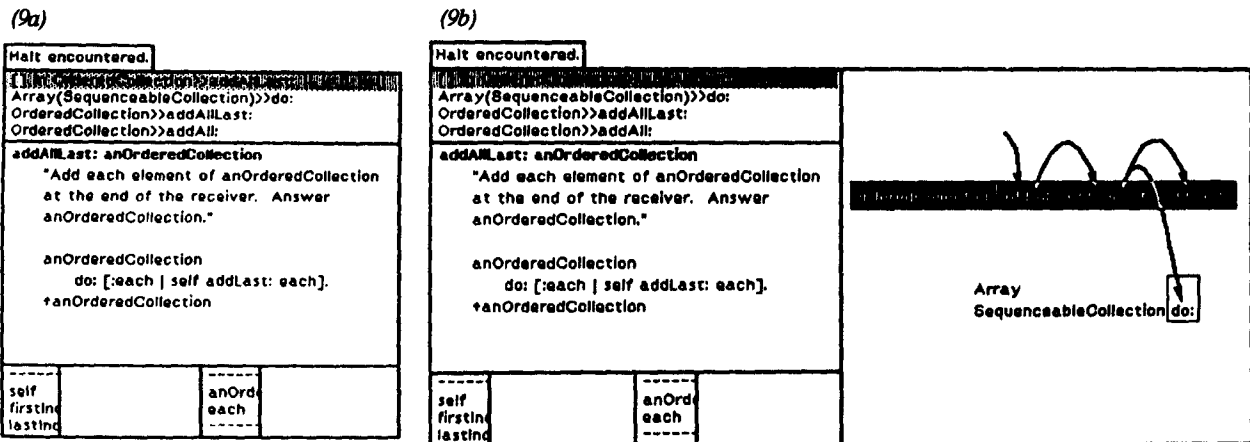 (9a)
Halt encountered.
Array(SequenceableCollection)>>do:
OrderedCollection>>addAllLast:
OrderedCollection>>addAll:
addAllLast: anOrderedCollection
"Add each element of anOrderedCollection
at the end of the receiver. Answer
anOrderedCollection."
anOrderedCollection
do: [:each | self addLast: each].
↑anOrderedCollection
self
firstInd
lastInd
anOrd
each
(9b)
Halt encountered.
Array(SequenceableCollection)>>do:
OrderedCollection>>addAllLast:
OrderedCollection>>addAll:
addAllLast: anOrderedCollection
"Add each element of anOrderedCollection
at the end of the receiver. Answer
anOrderedCollection."
anOrderedCollection
do: [:each | self addLast: each].
↑anOrderedCollection
self
firstInd
lastInd
anOrd
each
Array
SequenceableCollection do: